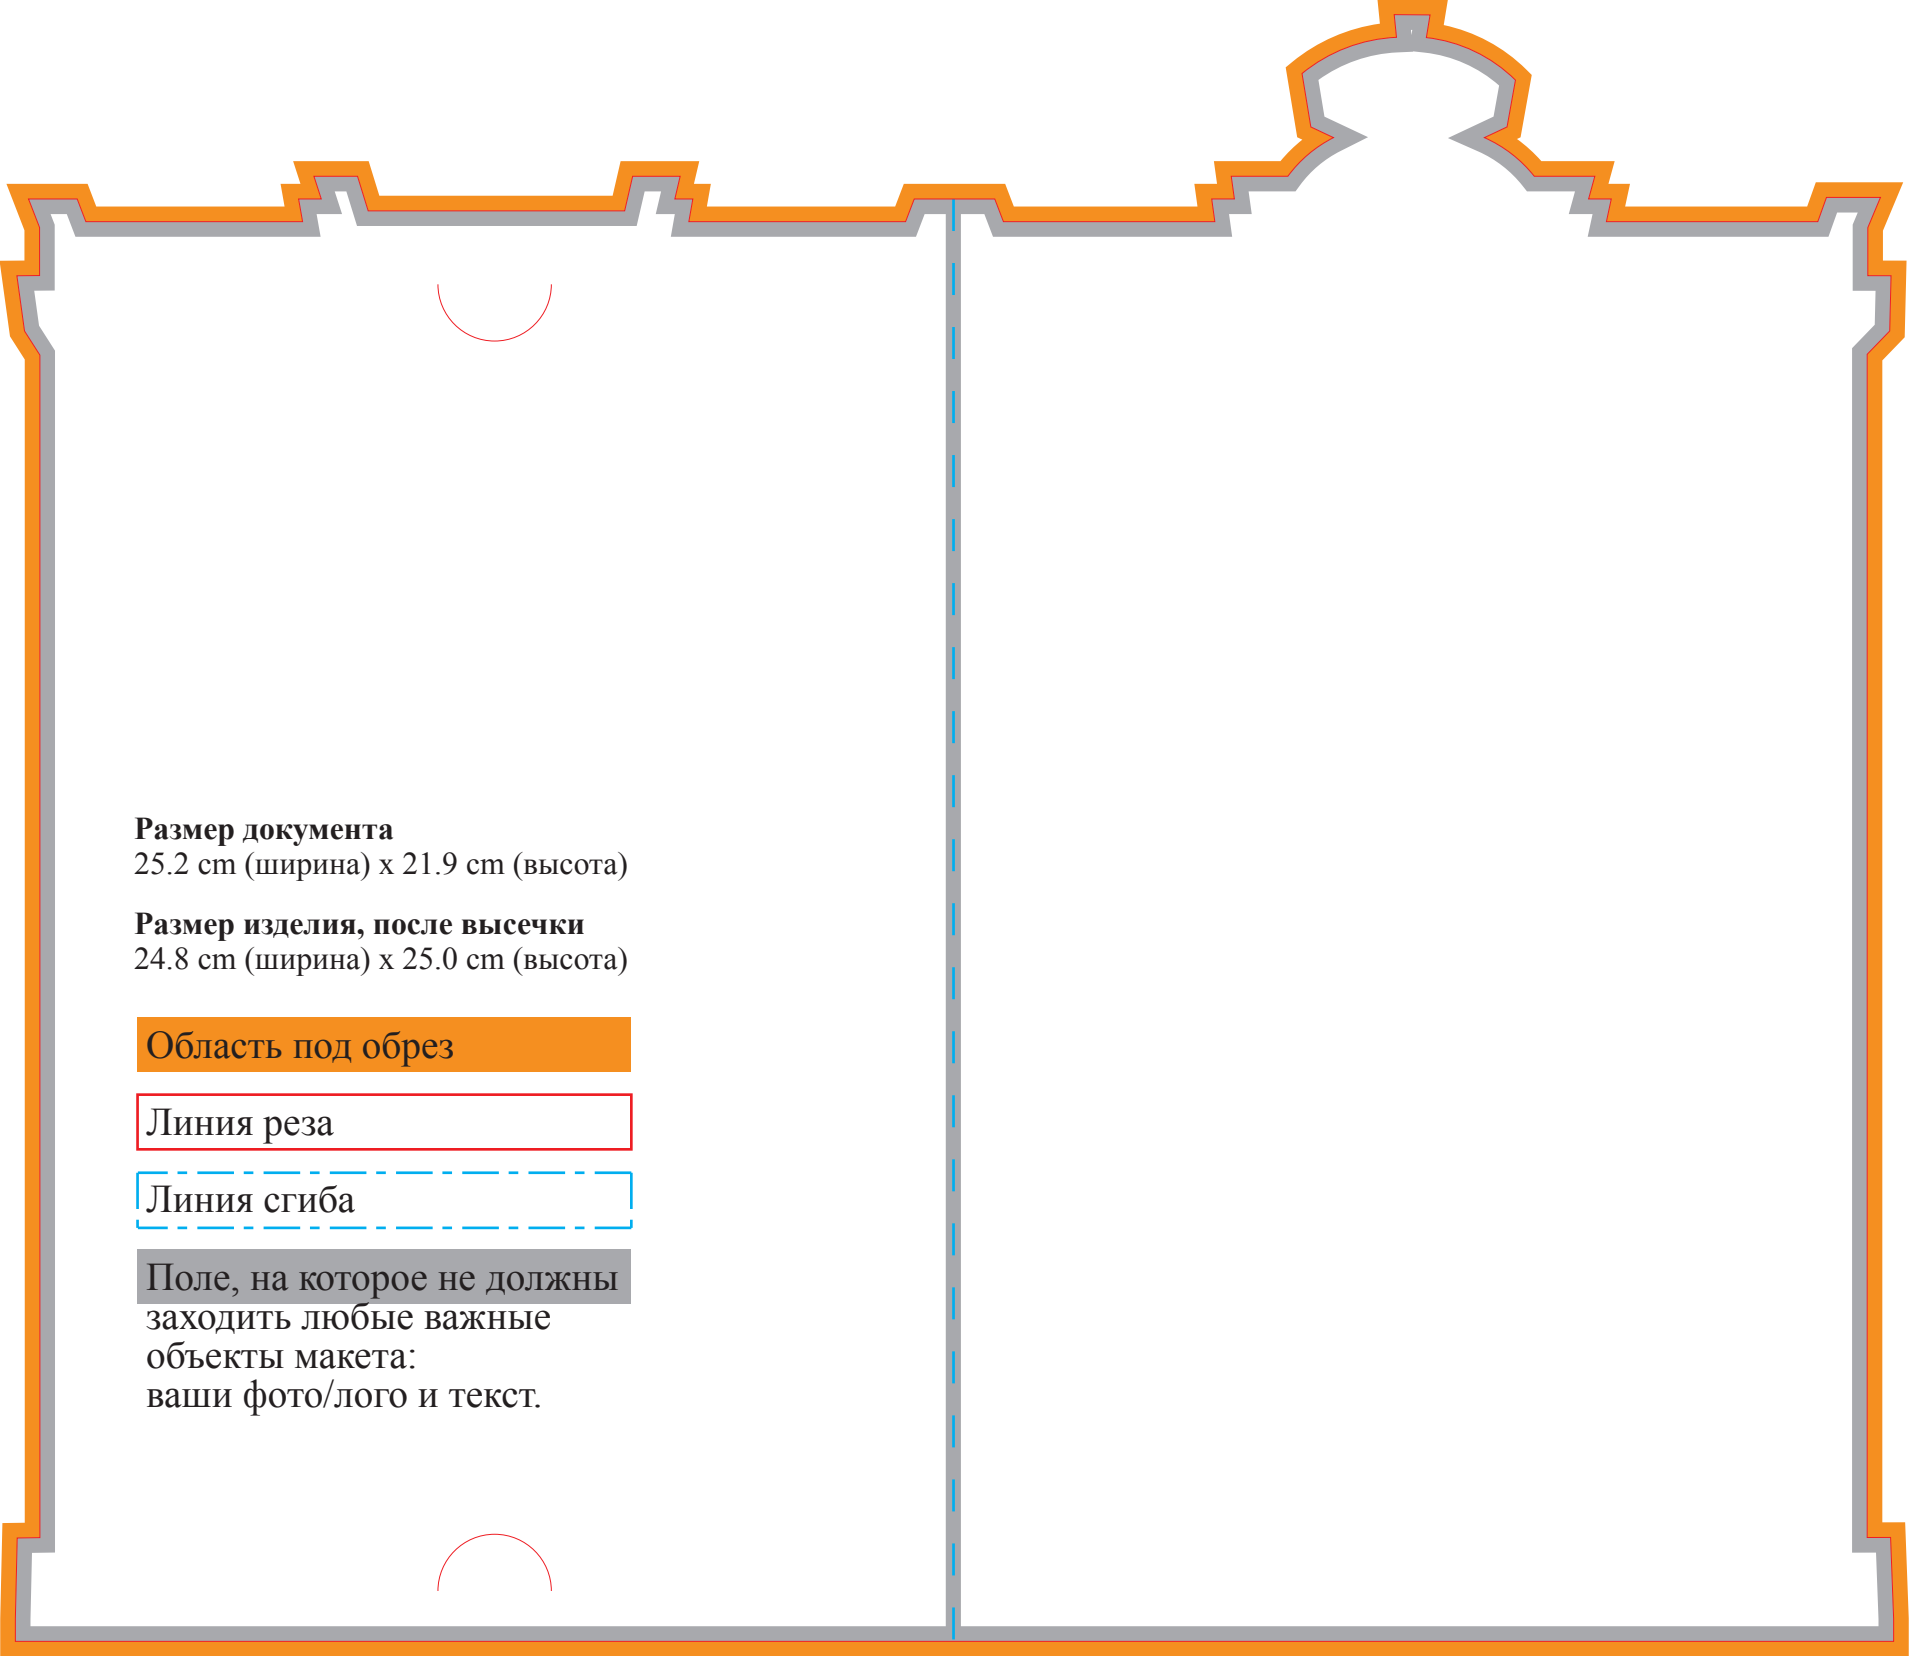 Размер документа
25.2 cm (ширина) x 21.9 cm (высота)
Размер изделия, после высечки
24.8 cm (ширина) x 25.0 cm (высота)
Область под обрез
Линия реза
Линия сгиба
Поле, на которое не должны
заходить любые важные
объекты макета:
ваши фото/лого и текст.